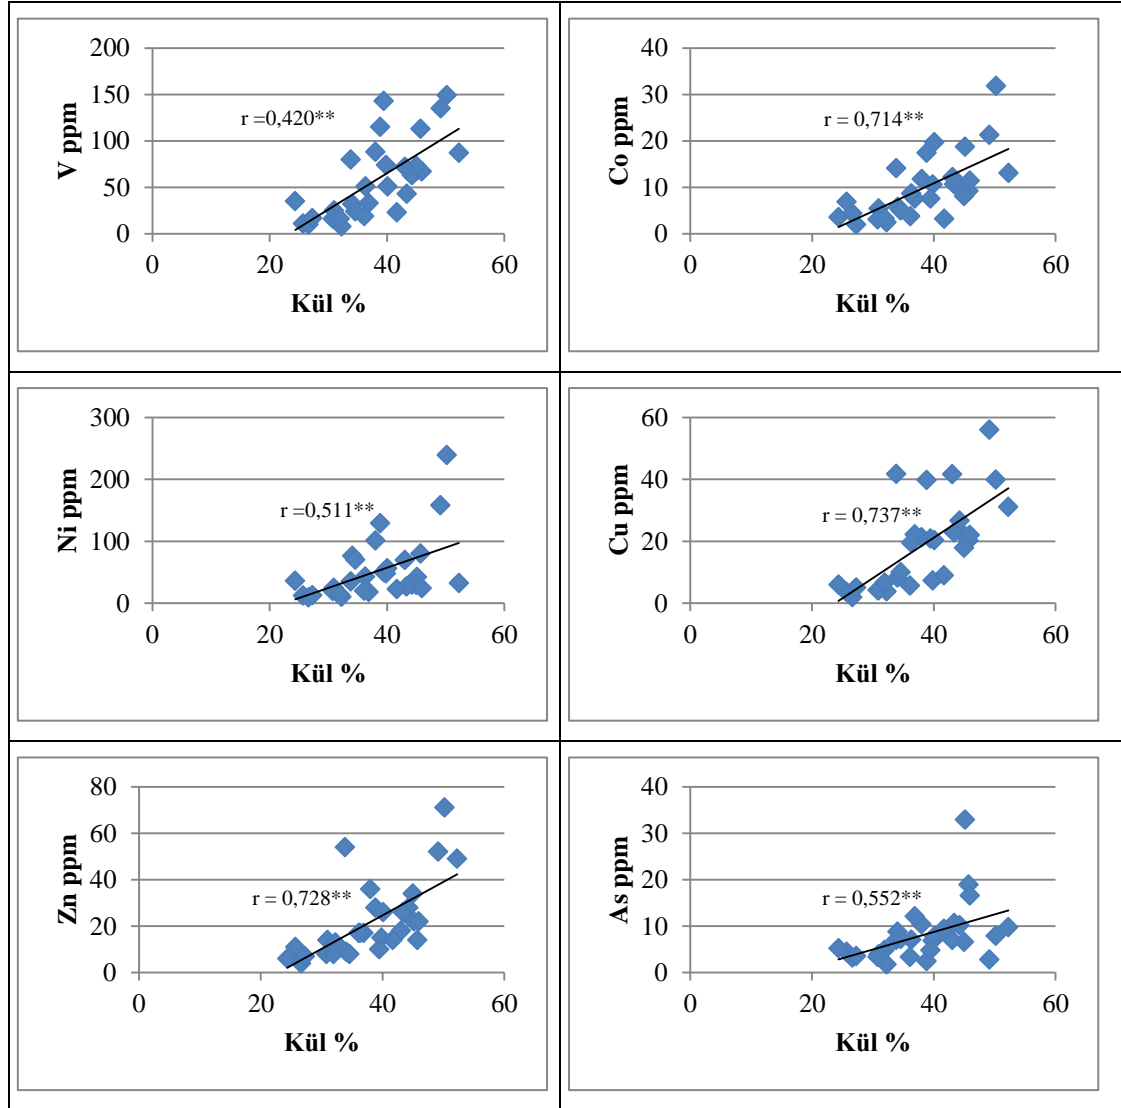 200
150
100
50
0
V ppm
r =0,420**
0 20 40 60
Kül %
40
30
20
10
0
Co ppm
r = 0,714**
0 20 40 60
Kül %
300
200
100
0
Ni ppm
r =0,511**
0 20 40 60
Kül %
60
40
20
0
Cu ppm
r = 0,737**
0 20 40 60
Kül %
80
60
40
20
0
Zn ppm
r = 0,728**
0 20 40 60
Kül %
40
30
20
10
0
As ppm
r = 0,552**
0 20 40 60
Kül %